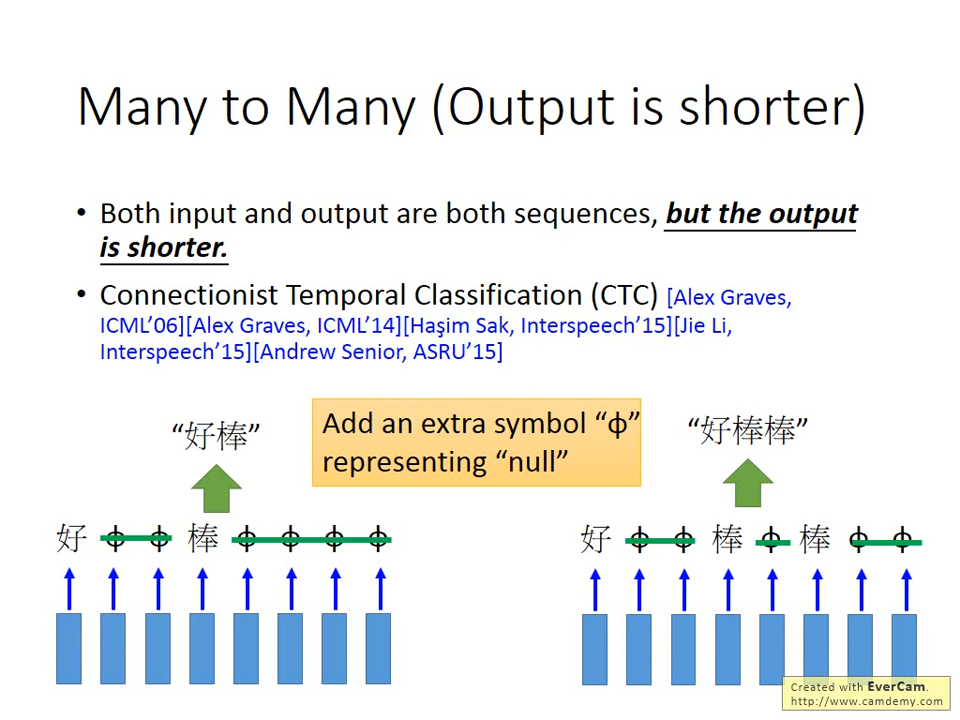 Many to Many (Output is shorter)
• Both input and output are both sequences, but the output
is shorter.
• Connectionist Temporal Classification (CTC) [Alex Graves,
ICML’06][Alex Graves, ICML’14][Haşim Sak, Interspeech’15][Jie Li,
Interspeech’15][Andrew Senior, ASRU’15]
“好棒”
Add an extra symbol “ϕ”
representing “null”
“好棒棒”
好 ϕ ϕ 棒 ϕ ϕ ϕ ϕ
好 ϕ ϕ 棒 ϕ 棒 ϕ ϕ
Created with EverCam.
http://www.camdemy.com